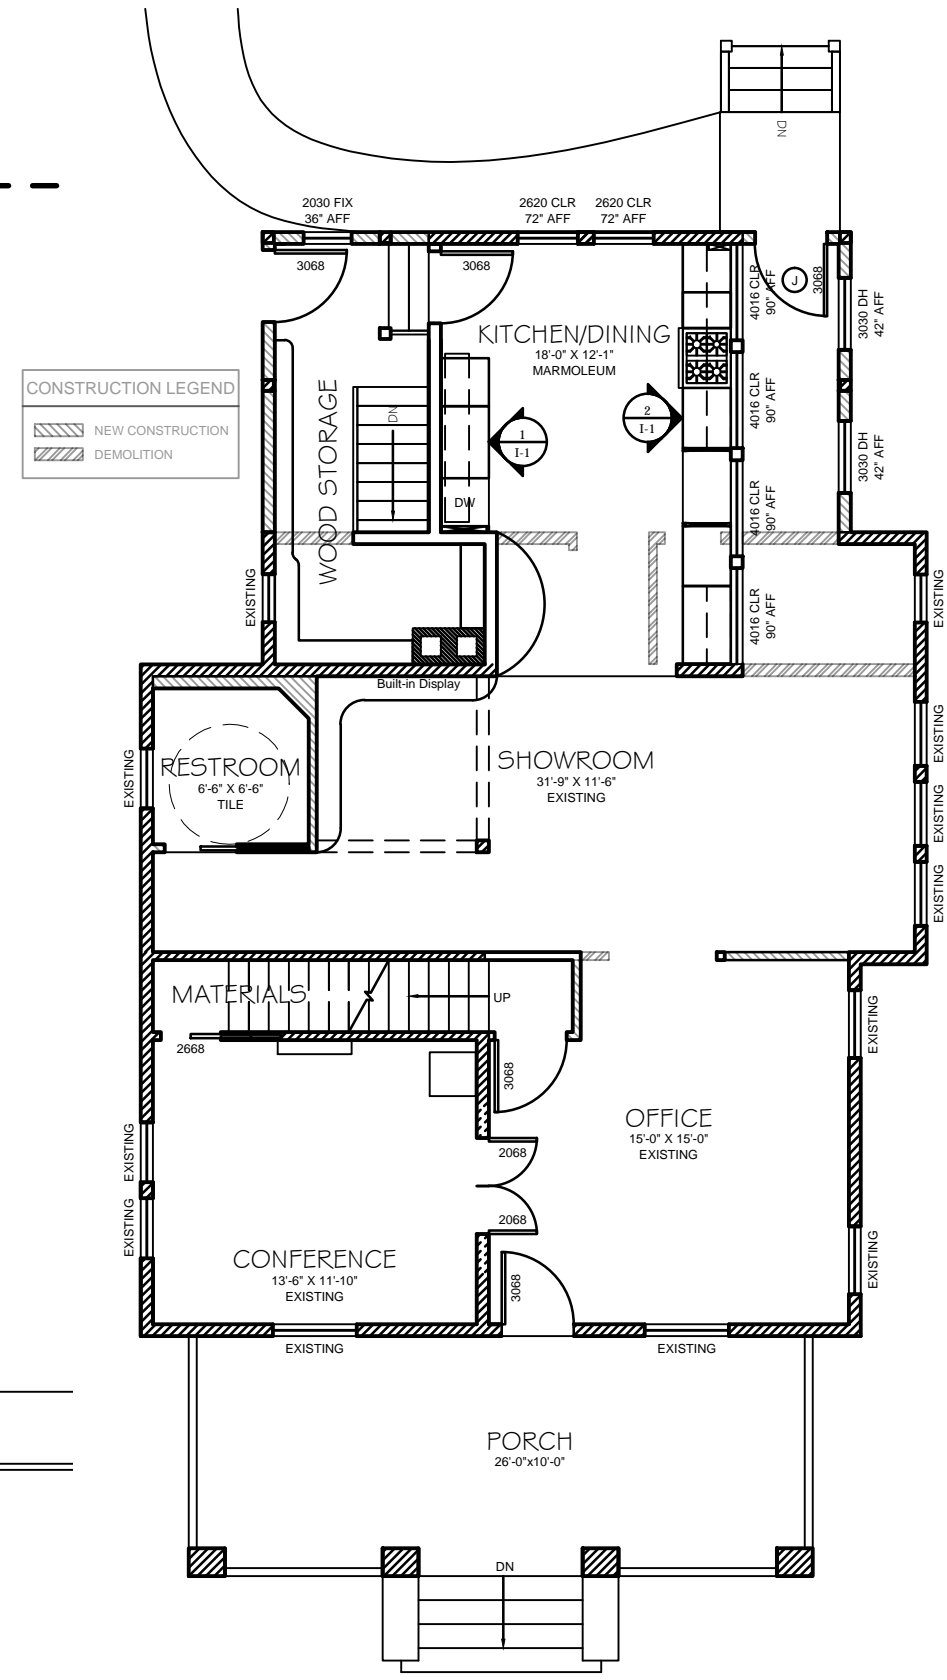 DN
2030 FIX
36" AFF
2620 CLR
72" AFF
2620 CLR
72" AFF
3068
3068
4016 CLR
90" AFF
J
3068
3030 DH
42" AFF
KITCHEN/DINING
18'-0" X 12'-1"
MARMOLEUM
CONSTRUCTION LEGEND
NEW CONSTRUCTION
DEMOLITION
WOOD STORAGE
DN
1
I-1
2
I-1
4016 CLR
90" AFF
3030 DH
42" AFF
DW
4016 CLR
90" AFF
EXISTING
4016 CLR
90" AFF
EXISTING
Built-in Display
EXISTING
RESTROOM
6'-6" X 6'-6"
TILE
SHOWROOM
31'-9" X 11'-6"
EXISTING
EXISTING
EXISTING
EXISTING
MATERIALS
UP
2668
EXISTING
3068
OFFICE
15'-0" X 15'-0"
EXISTING
EXISTING
2068
EXISTING
2068
CONFERENCE
13'-6" X 11'-10"
EXISTING
3068
EXISTING
EXISTING
EXISTING
PORCH
26'-0"x10'-0"
DN